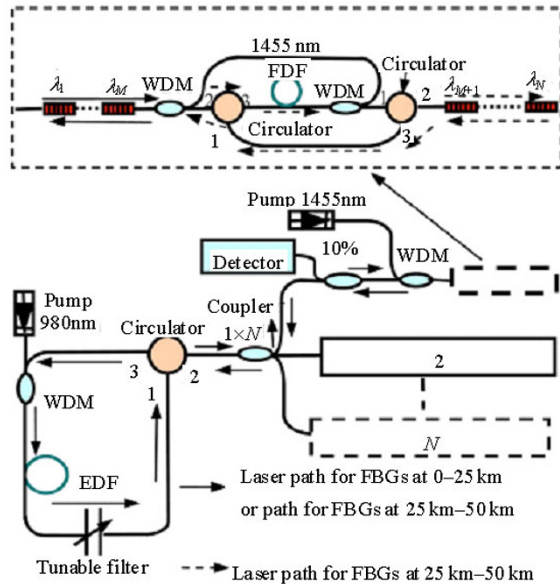 1455 nm
Circulator
FDF
WDM
WDM
λ1
λM
λM+1
λN
2
3
1
2
Circulator
1
3
Pump 1455nm
10%
WDM
Detector
Pump
980nm
Coupler
Circulator
1×N
3
2
1
2
WDM
N
EDF
Laser path for FBGs at 0–25 km
or path for FBGs at 25 km–50 km
Tunable filter
Laser path for FBGs at 25 km–50 km